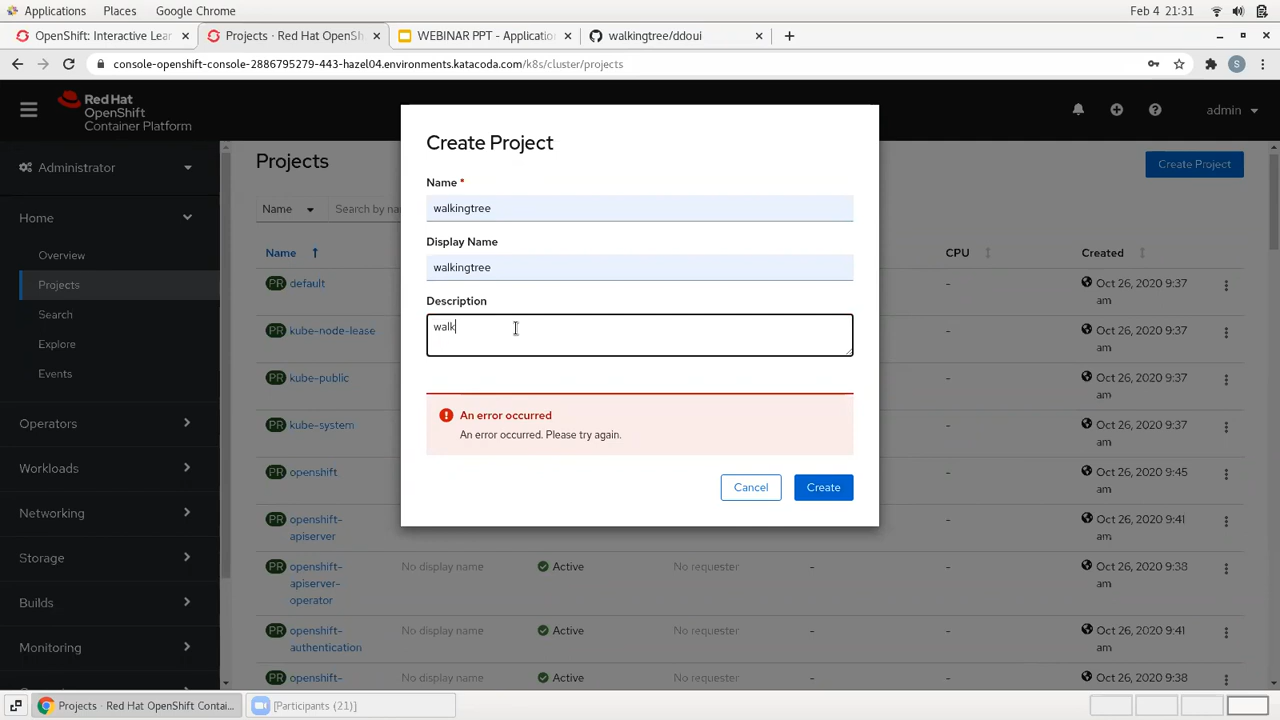 Applications Places Google Chrome Feb 4 21:31
OpenShift: Interactive Lear Projects · Red Hat OpenSh WEBINAR PPT - Application walkingtree/ddoui
console-openshift-console-2886795279-443-hazel04.environments.katacoda.com/k8s/cluster/projects S
Red Hat
OpenShift
Container Platform
admin
Administrator
Home
Overview
Projects
Search
Explore
Events
Operators
Workloads
Networking
Storage
Builds
Monitoring
Projects
Create Project
Name Search by na
Name CPU Created
PR default - Oct 26, 2020 9:37 am
PR kube-node-lease - Oct 26, 2020 9:37 am
PR kube-public - Oct 26, 2020 9:37 am
PR kube-system - Oct 26, 2020 9:37 am
PR openshift - Oct 26, 2020 9:45 am
PR openshift-apiserver - Oct 26, 2020 9:41 am
PR openshift-apiserver-operator No display name Active No requester - - Oct 26, 2020 9:38 am
PR openshift-authentication No display name Active No requester - - Oct 26, 2020 9:41 am
PR openshift- No display name Active No requester - - Oct 26, 2020 9:38
Create Project
Name *
walkingtree
Display Name
walkingtree
Description
walk
An error occurred
An error occurred. Please try again.
Cancel Create
Projects · Red Hat OpenShift Contai... [Participants (21)]